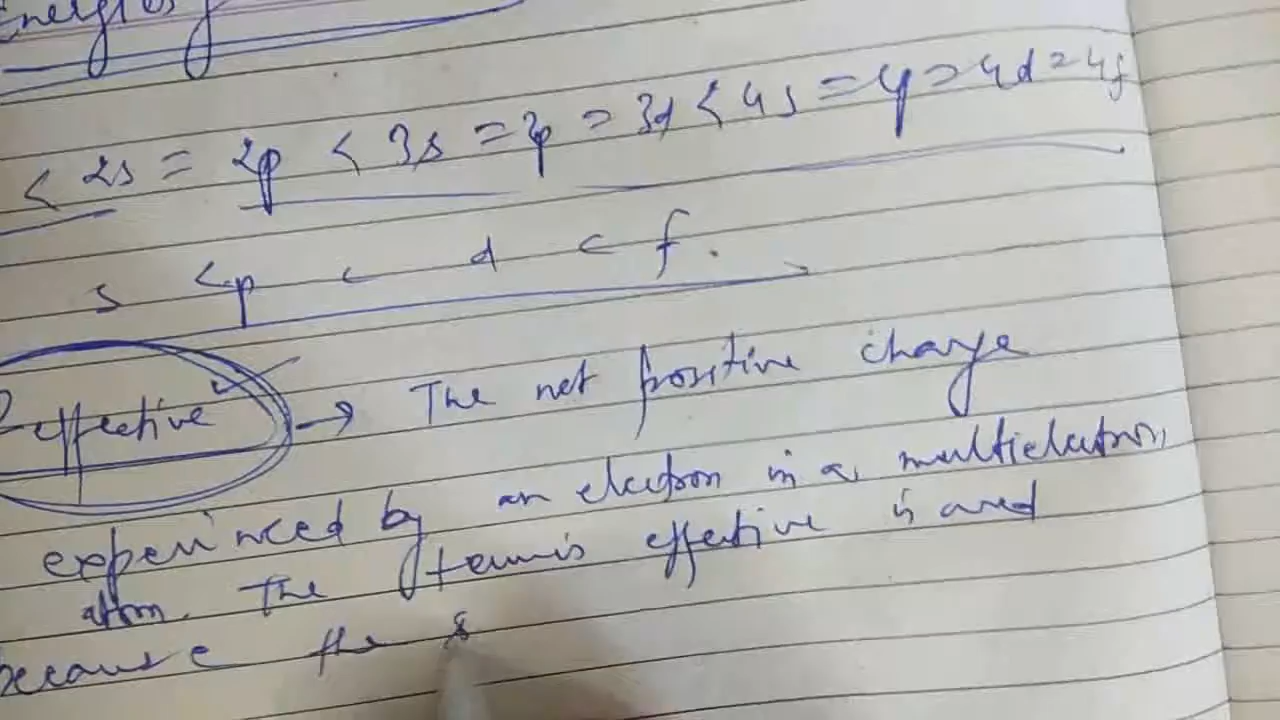 Energies
< 2s = 2p < 3s = 3p = 3d < 4s = 4p = 4d = 4f
s < p < d < f.
effective → The net positive charge
experienced by an electron in a multielectron,
atom. The term is effective is used
because the s